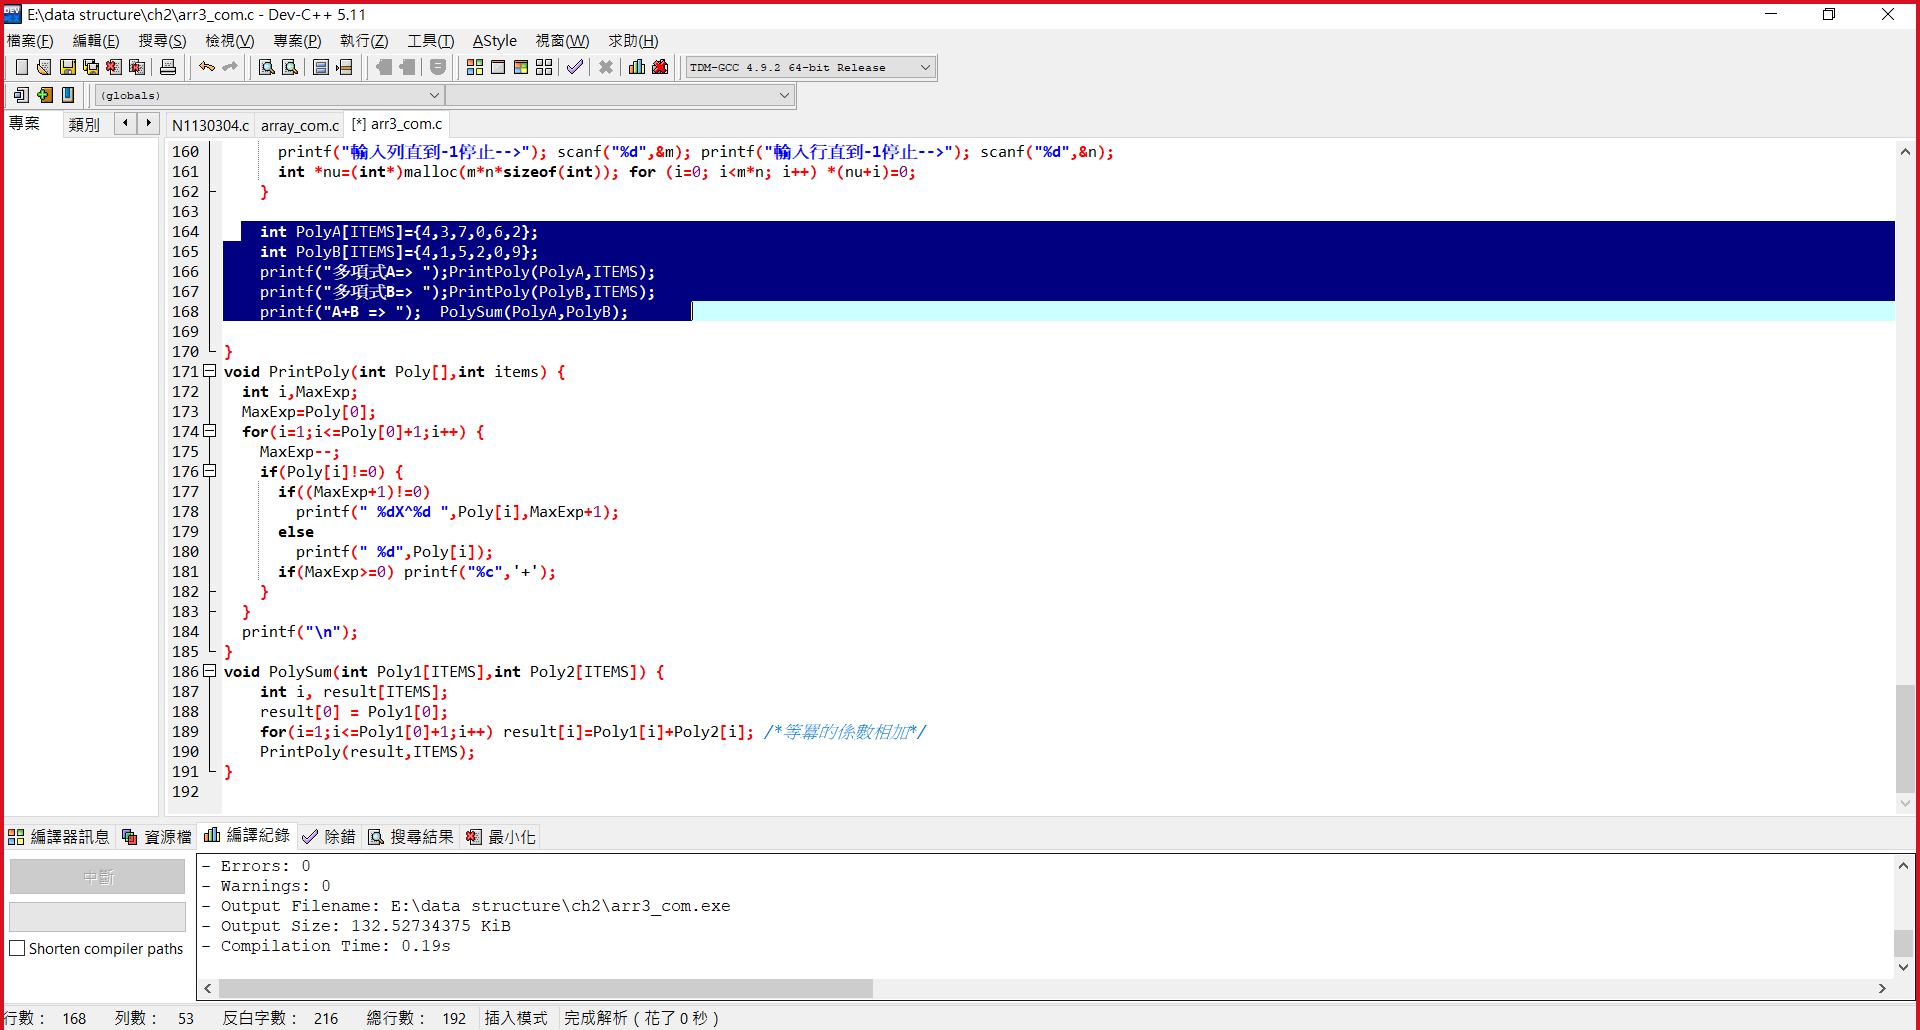 E:\data structure\ch2\arr3_com.c - Dev-C++ 5.11
檔案(F) 編輯(E) 搜尋(S) 檢視(V) 專案(P) 執行(Z) 工具(T) AStyle 視窗(W) 求助(H)
TDM-GCC 4.9.2 64-bit Release
(globals)
專案 類別 N1130304.c array_com.c [*] arr3_com.c
160 printf("輸入列直到-1停止-->"); scanf("%d",&m); printf("輸入行直到-1停止-->"); scanf("%d",&n);
161 int *nu=(int*)malloc(m*n*sizeof(int)); for (i=0; i<m*n; i++) *(nu+i)=0;
162 }
163
164 int PolyA[ITEMS]={4,3,7,0,6,2};
165 int PolyB[ITEMS]={4,1,5,2,0,9};
166 printf("多項式A=> ");PrintPoly(PolyA,ITEMS);
167 printf("多項式B=> ");PrintPoly(PolyB,ITEMS);
168 printf("A+B => ");  PolySum(PolyA,PolyB);
169
170 }
171 void PrintPoly(int Poly[],int items) {
172 int i,MaxExp;
173 MaxExp=Poly[0];
174 for(i=1;i<=Poly[0]+1;i++) {
175 MaxExp--;
176 if(Poly[i]!=0) {
177 if((MaxExp+1)!=0)
178 printf(" %dX^%d ",Poly[i],MaxExp+1);
179 else
180 printf(" %d",Poly[i]);
181 if(MaxExp>=0) printf("%c",'+');
182 }
183 }
184 printf("\n");
185 }
186 void PolySum(int Poly1[ITEMS],int Poly2[ITEMS]) {
187 int i, result[ITEMS];
188 result[0] = Poly1[0];
189 for(i=1;i<=Poly1[0]+1;i++) result[i]=Poly1[i]+Poly2[i]; /*等冪的係數相加*/
190 PrintPoly(result,ITEMS);
191 }
192
編譯器訊息 資源檔 編譯紀錄 除錯 搜尋結果 最小化
中斷
Shorten compiler paths
- Errors: 0
- Warnings: 0
- Output Filename: E:\data structure\ch2\arr3_com.exe
- Output Size: 132.52734375 KiB
- Compilation Time: 0.19s
行數： 168 列數： 53 反白字數： 216 總行數： 192 插入模式 完成解析 ( 花了 0 秒 )